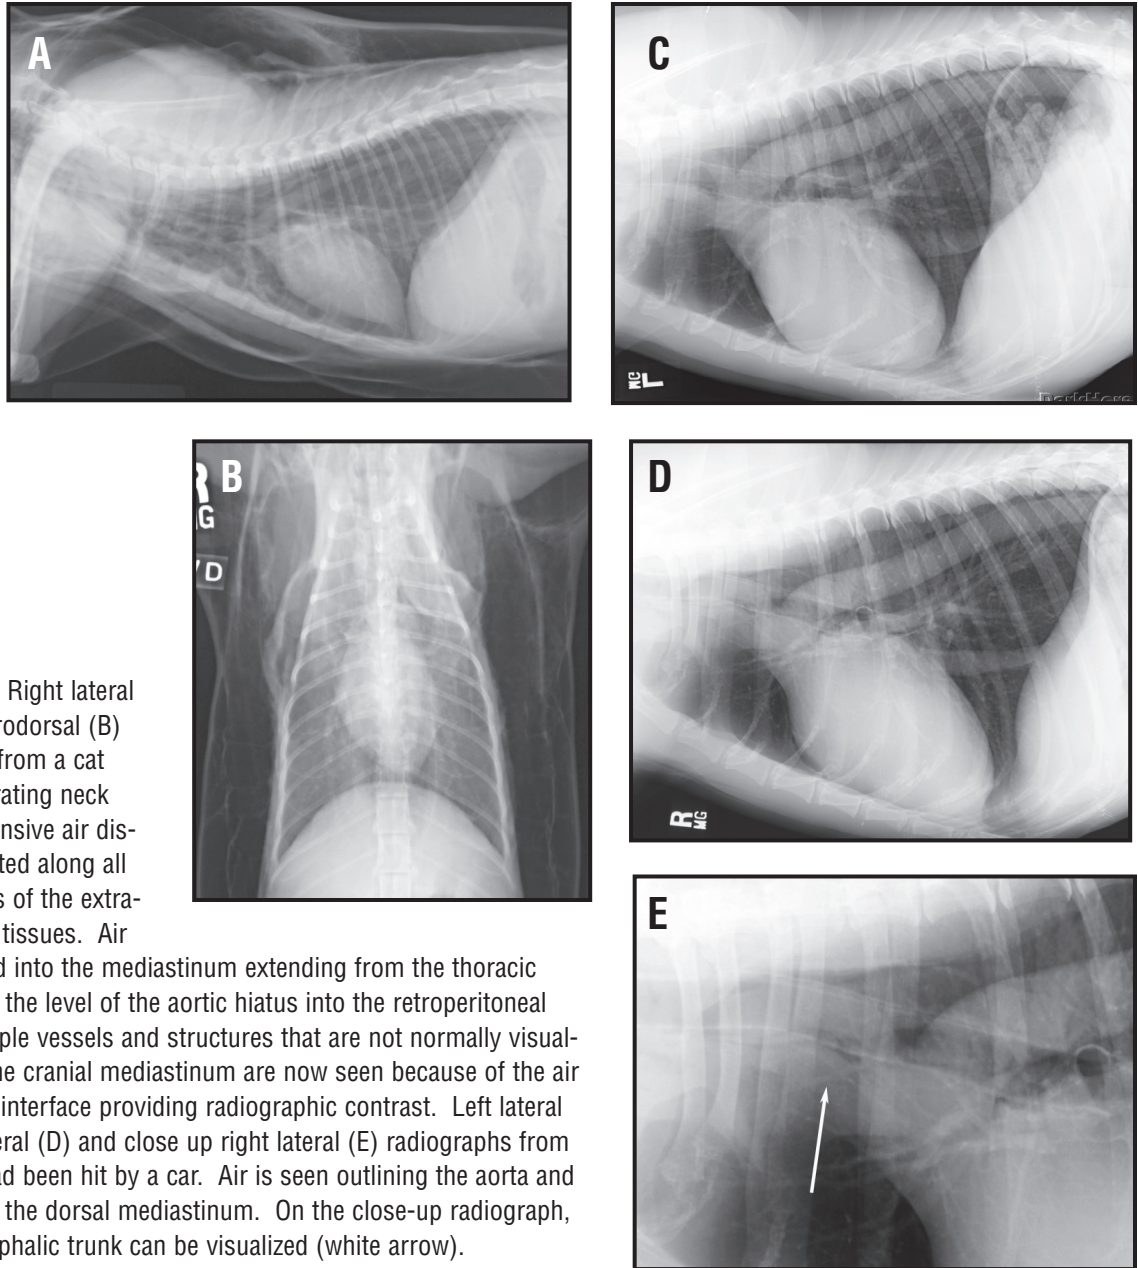 A
C
NG
L
B
R
G
/D
D
R
MG
E
Right lateral
rodorsal (B)
from a cat
rating neck
nsive air dis-
ted along all
s of the extra-
tissues. Air
d into the mediastinum extending from the thoracic
the level of the aortic hiatus into the retroperitoneal
ple vessels and structures that are not normally visual-
ne cranial mediastinum are now seen because of the air
interface providing radiographic contrast. Left lateral
eral (D) and close up right lateral (E) radiographs from
ad been hit by a car. Air is seen outlining the aorta and
the dorsal mediastinum. On the close-up radiograph,
phalic trunk can be visualized (white arrow).